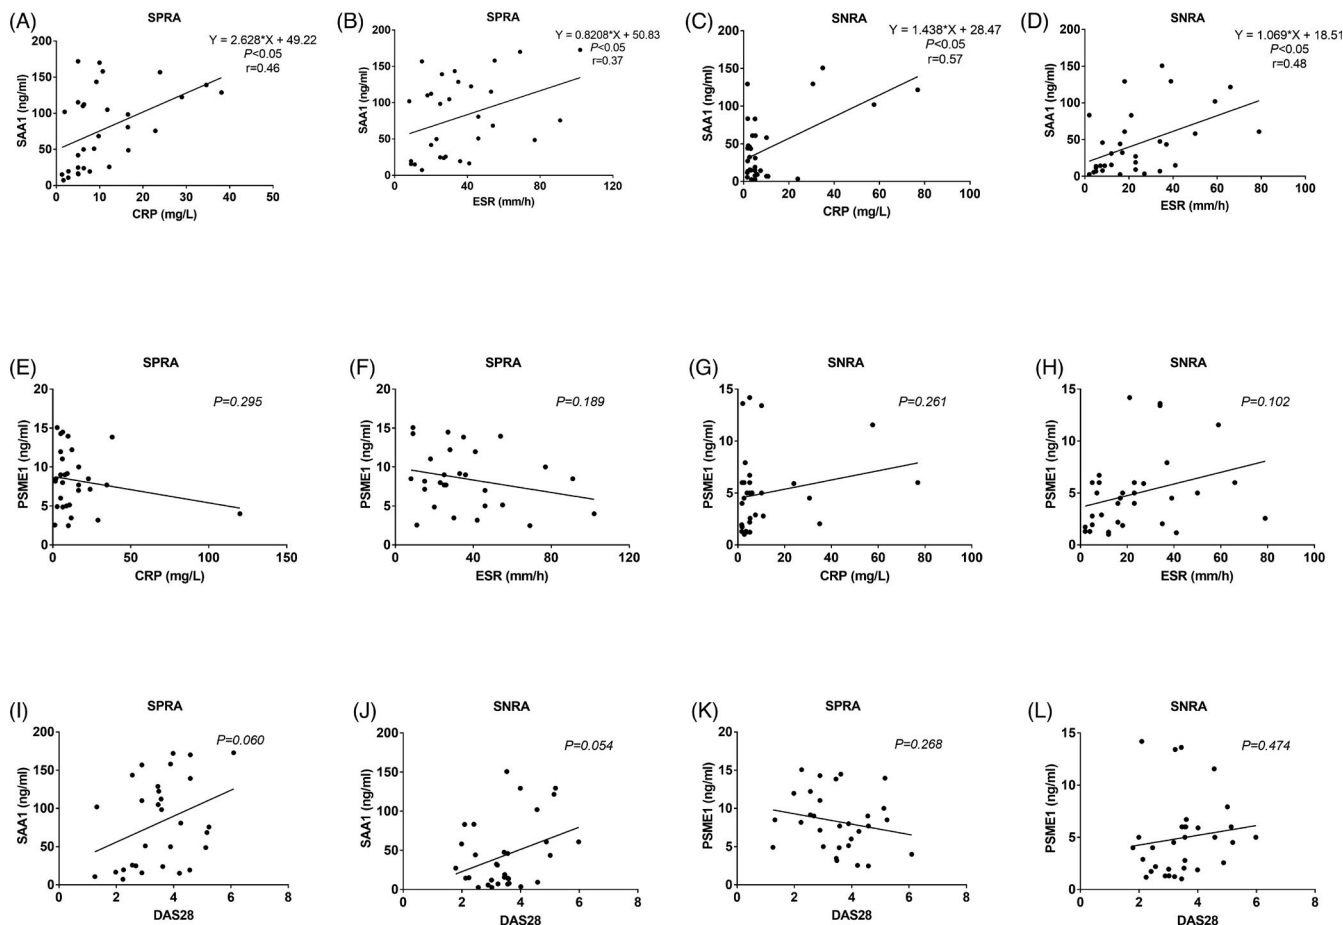 (A)
SPRA
Y = 2.628*X + 49.22
P<0.05
r=0.46
SAA1 (ng/ml)
200
150
100
50
0
0 10 20 30 40 50
CRP (mg/L)
(B)
SPRA
Y = 0.8208*X + 50.83
P<0.05
r=0.37
SAA1 (ng/ml)
200
150
100
50
0
0 40 80 120
ESR (mm/h)
(C)
SNRA
Y = 1.438*X + 28.47
P<0.05
r=0.57
SAA1 (ng/ml)
200
150
100
50
0
0 20 40 60 80 100
CRP (mg/L)
(D)
SNRA
Y = 1.069*X + 18.51
P<0.05
r=0.48
SAA1 (ng/ml)
200
150
100
50
0
0 20 40 60 80 100
ESR (mm/h)
(E)
SPRA
P=0.295
PSME1 (ng/ml)
20
15
10
5
0
0 50 100 150
CRP (mg/L)
(F)
SPRA
P=0.189
PSME1 (ng/ml)
20
15
10
5
0
0 40 80 120
ESR (mm/h)
(G)
SNRA
P=0.261
PSME1 (ng/ml)
15
10
5
0
0 20 40 60 80 100
CRP (mg/L)
(H)
SNRA
P=0.102
PSME1 (ng/ml)
15
10
5
0
0 20 40 60 80 100
ESR (mm/h)
(I)
SPRA
P=0.060
SAA1 (ng/ml)
200
150
100
50
0
0 2 4 6 8
DAS28
(J)
SNRA
P=0.054
SAA1 (ng/ml)
200
150
100
50
0
0 2 4 6 8
DAS28
(K)
SPRA
P=0.268
PSME1 (ng/ml)
20
15
10
5
0
0 2 4 6 8
DAS28
(L)
SNRA
P=0.474
PSME1 (ng/ml)
15
10
5
0
0 2 4 6 8
DAS28